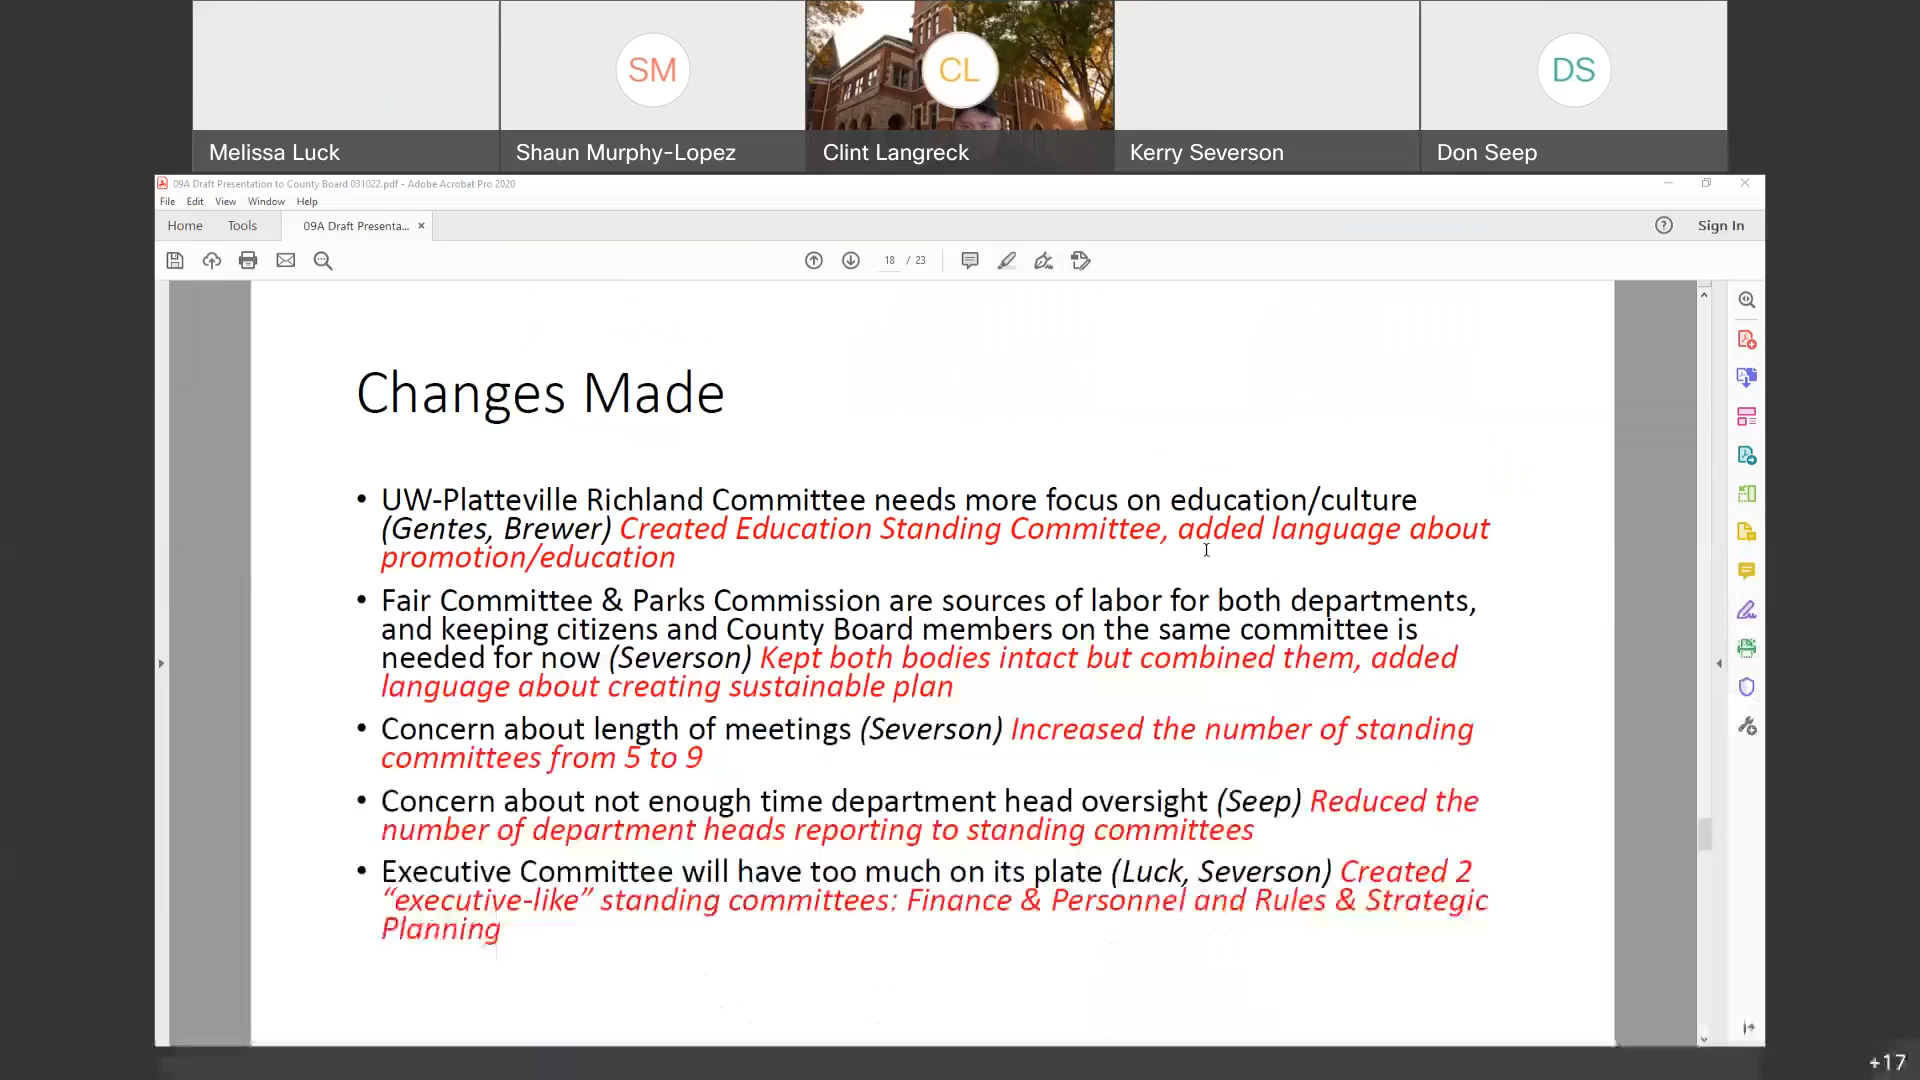 SM
CL
DS
Melissa Luck
Shaun Murphy-Lopez
Clint Langreck
Kerry Severson
Don Seep
09A Draft Presentation to County Board 031022.pdf - Adobe Acrobat Pro 2020
File Edit View Window Help
Home Tools 09A Draft Presenta... × Sign In
18 / 23
Changes Made
• UW-Platteville Richland Committee needs more focus on education/culture
(Gentes, Brewer) Created Education Standing Committee, added language about
promotion/education
• Fair Committee & Parks Commission are sources of labor for both departments,
and keeping citizens and County Board members on the same committee is
needed for now (Severson) Kept both bodies intact but combined them, added
language about creating sustainable plan
• Concern about length of meetings (Severson) Increased the number of standing
committees from 5 to 9
• Concern about not enough time department head oversight (Seep) Reduced the
number of department heads reporting to standing committees
• Executive Committee will have too much on its plate (Luck, Severson) Created 2
“executive-like” standing committees: Finance & Personnel and Rules & Strategic
Planning
+17